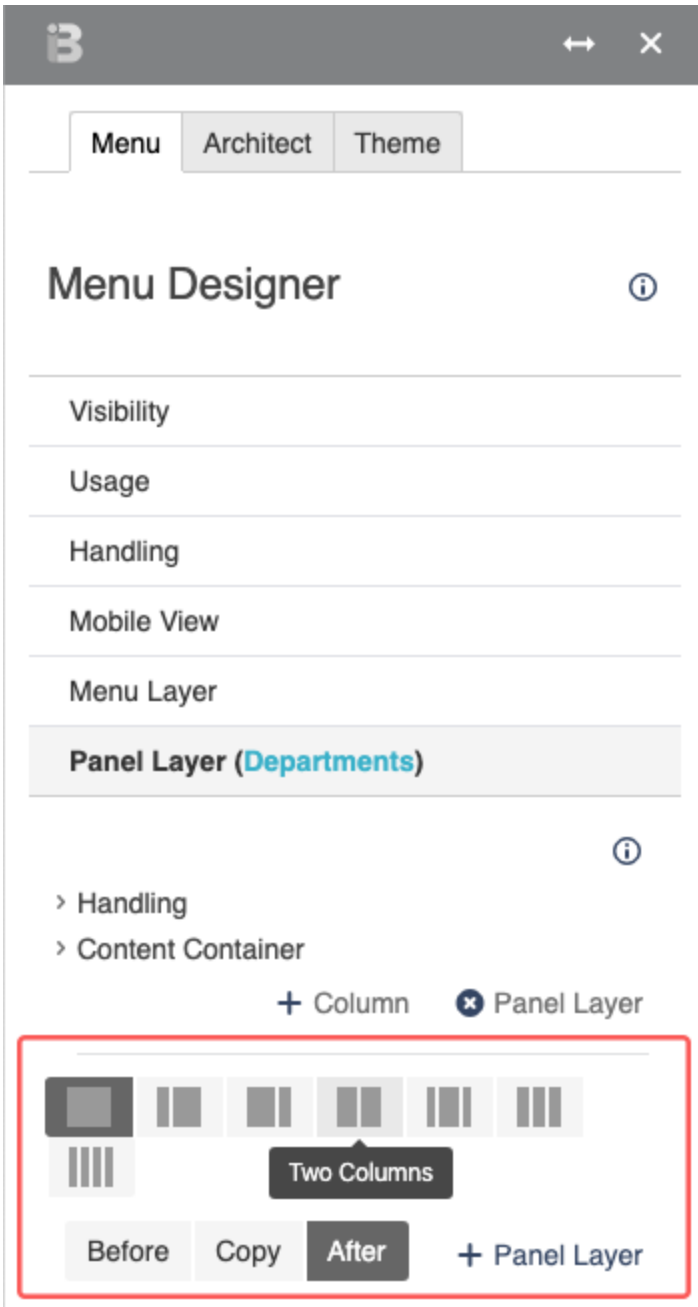 iB
Menu Architect Theme
Menu Designer
Visibility
Usage
Handling
Mobile View
Menu Layer
Panel Layer (Departments)
Handling
Content Container
+ Column Panel Layer
Two Columns
Before Copy After + Panel Layer